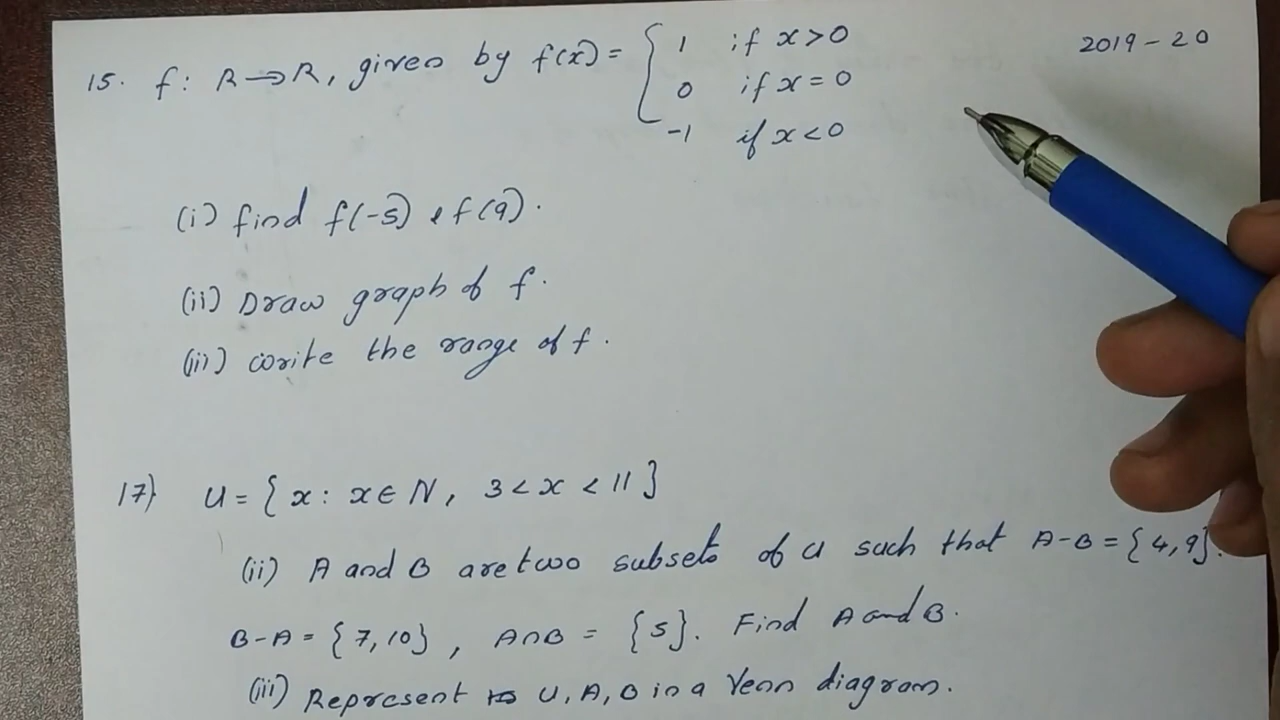 15. f: R→R, given by f(x) = { 1 if x>0 2019-20
0 if x=0
-1 if x<0
(i) find f(-5) & f(9).
(ii) Draw graph of f.
(ii) write the range of f.
17) U = { x: x∈N, 3<x<11 }
(ii) A and B are two subsets of U such that A-B = {4,9}.
B-A = {7,10}, A∩B = {5}. Find A and B.
(iii) Represent U, A, B in a Venn diagram.